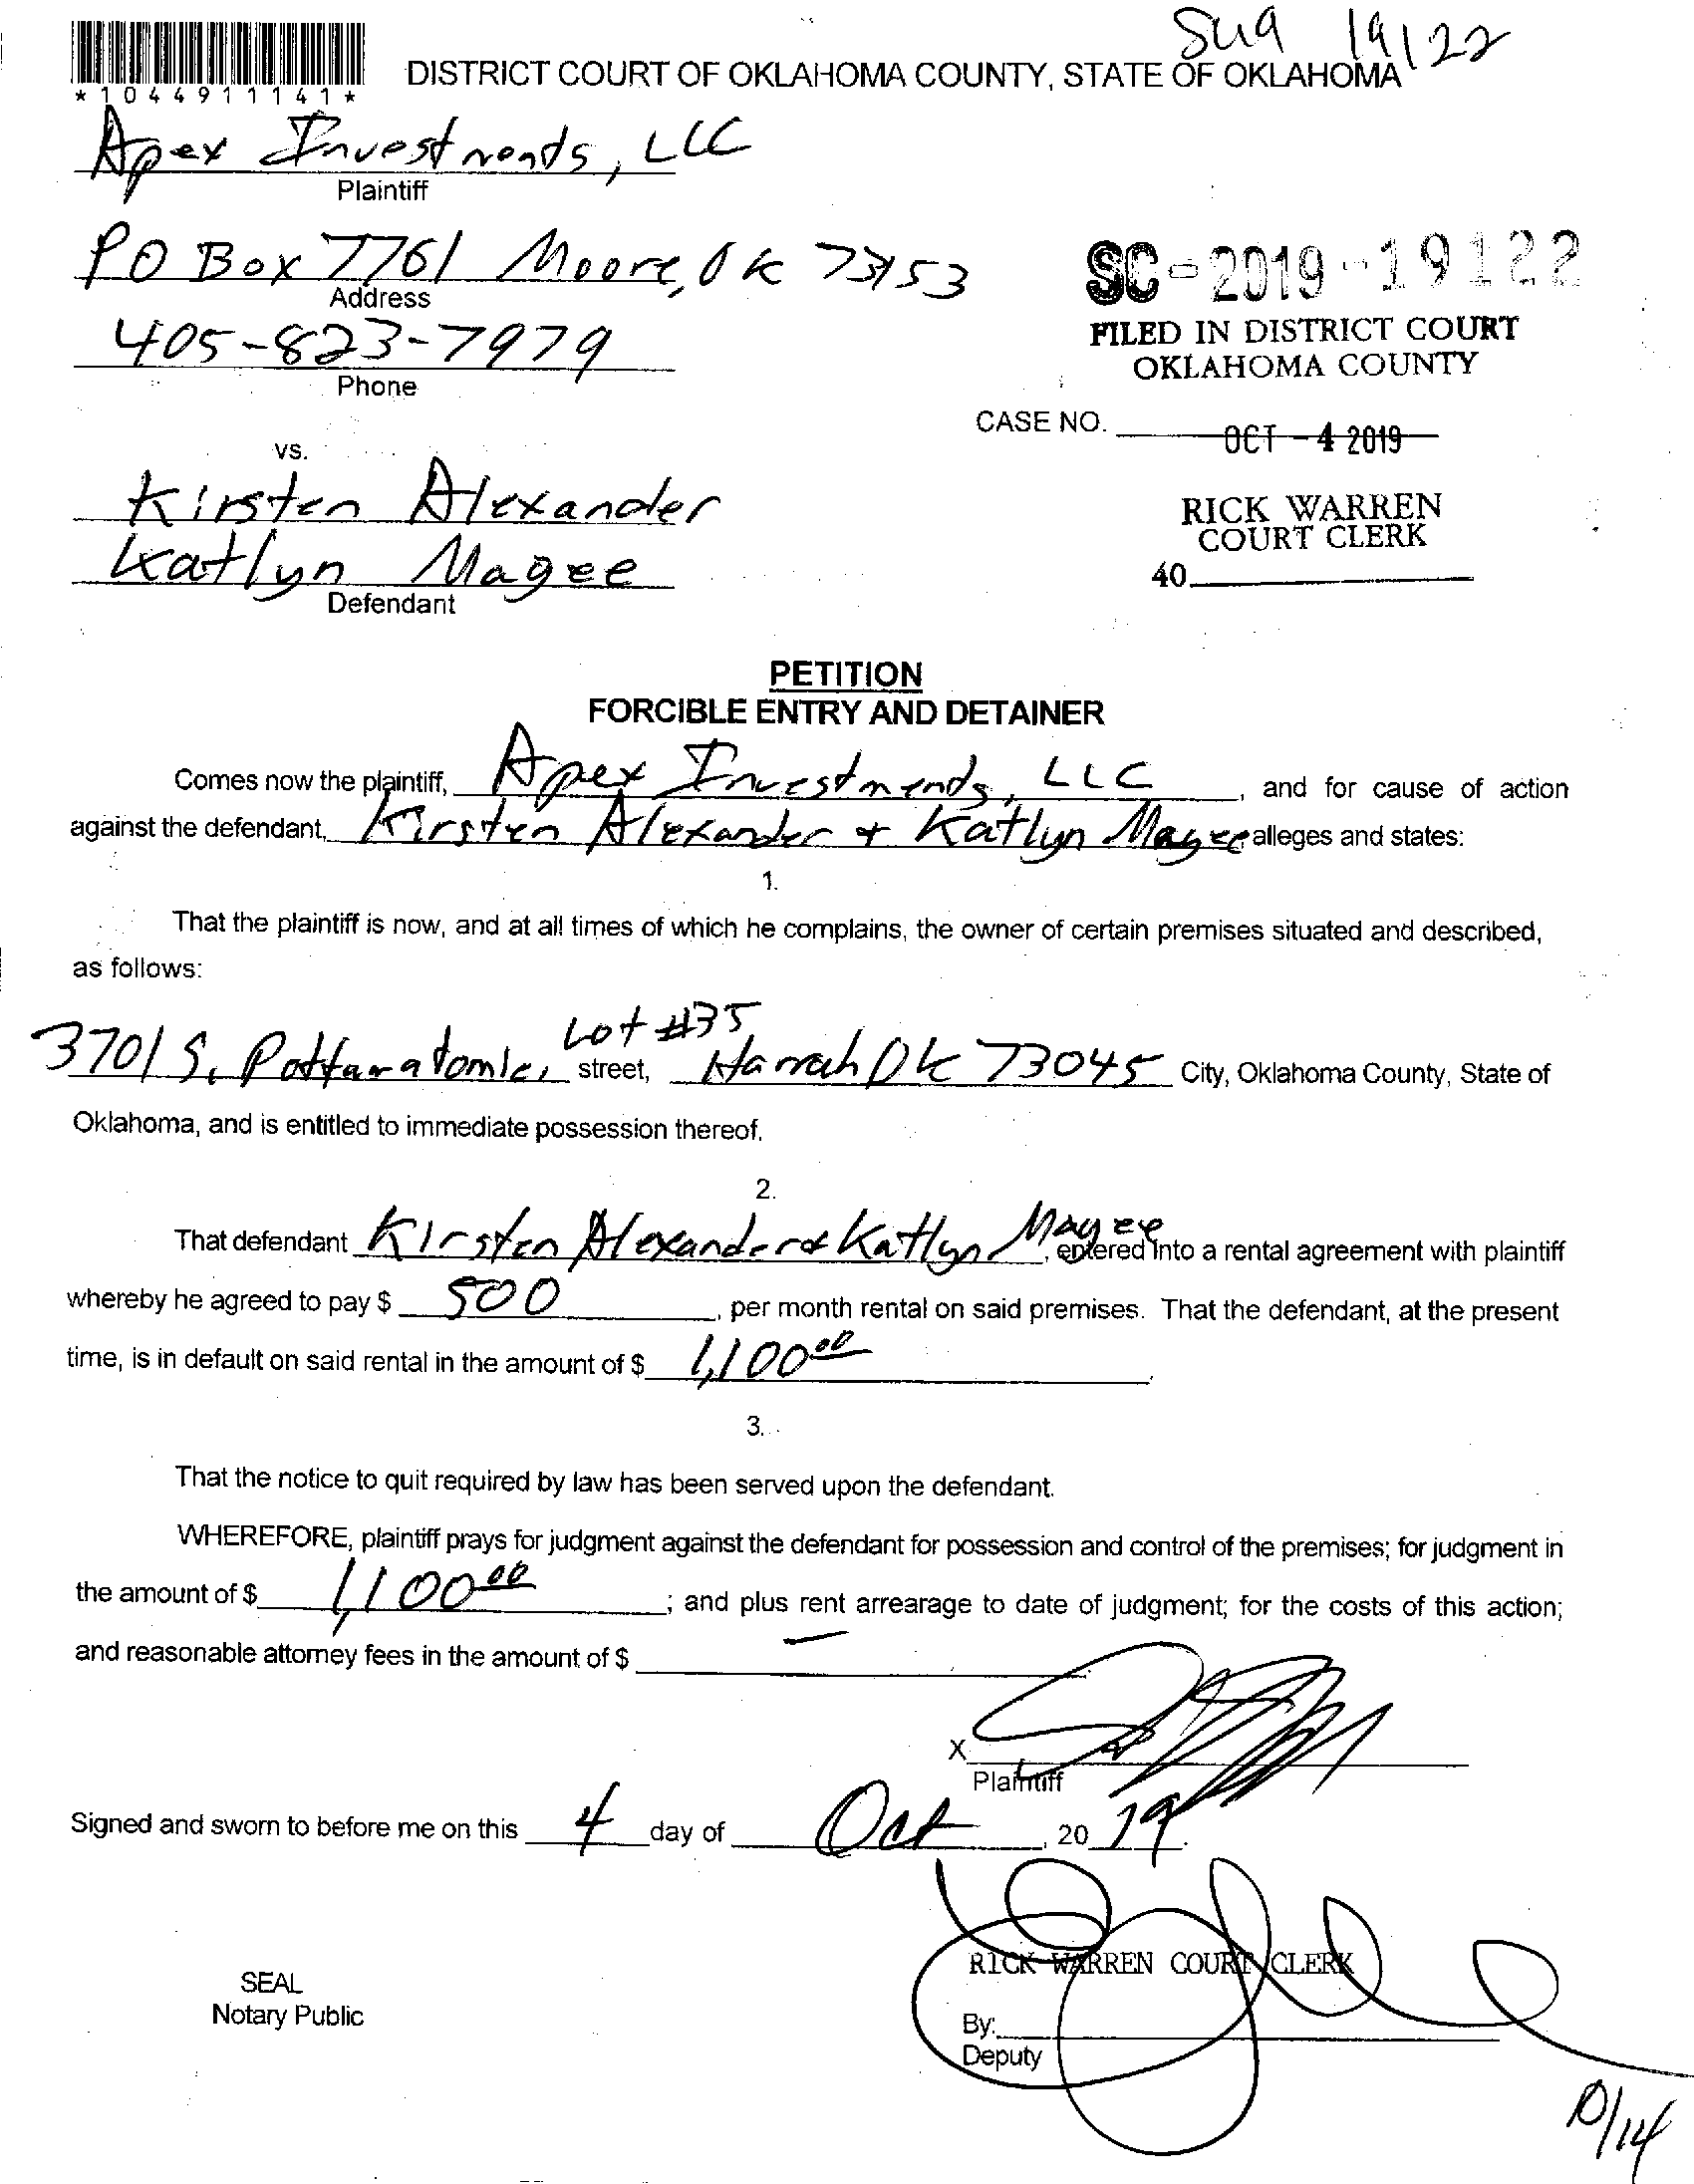 SC19 19122
*1044911141*
DISTRICT COURT OF OKLAHOMA COUNTY, STATE OF OKLAHOMA
Apex Investments, LLC
Plaintiff
PO Box 7761 Moore, OK 73153
Address
405-823-7979
Phone
SC-2019-19122
FILED IN DISTRICT COURT
OKLAHOMA COUNTY
CASE NO.
OCT - 4 2019
RICK WARREN
COURT CLERK
40
vs.
Kirsten Alexander
Katlyn Magee
Defendant
PETITION
FORCIBLE ENTRY AND DETAINER
Comes now the plaintiff, Apex Investments, LLC, and for cause of action
against the defendant, Kirsten Alexander + Katlyn Magee alleges and states:
1.
That the plaintiff is now, and at all times of which he complains, the owner of certain premises situated and described,
as follows:
Lot #35
3701 S. street, Harrah OK 73045 City, Oklahoma County, State of
Oklahoma, and is entitled to immediate possession thereof.
2.
That defendant Kirsten Alexander & Katlyn Magee, entered into a rental agreement with plaintiff
whereby he agreed to pay $ 500, per month rental on said premises. That the defendant, at the present
time, is in default on said rental in the amount of $ 1,100.00.
3.
That the notice to quit required by law has been served upon the defendant.
WHEREFORE, plaintiff prays for judgment against the defendant for possession and control of the premises; for judgment in
the amount of $ 1,100.00; and plus rent arrearage to date of judgment; for the costs of this action;
and reasonable attorney fees in the amount of $ —
X
Plaintiff
Signed and sworn to before me on this 4 day of Oct, 20 19.
RICK WARREN COURT CLERK
SEAL
Notary Public
By:
Deputy
10/14